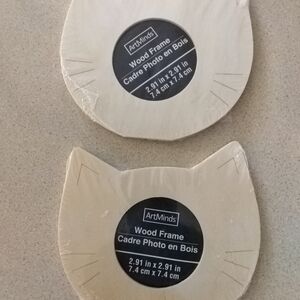 ArtMinds
Wood Frame
Cadre Photo en Bois
2.91 in x 2.91 in
7.4 cm x 7.4 cm
ArtMinds
Wood Frame
Cadre Photo en Bois
2.91 in x 2.91 in
7.4 cm x 7.4 cm